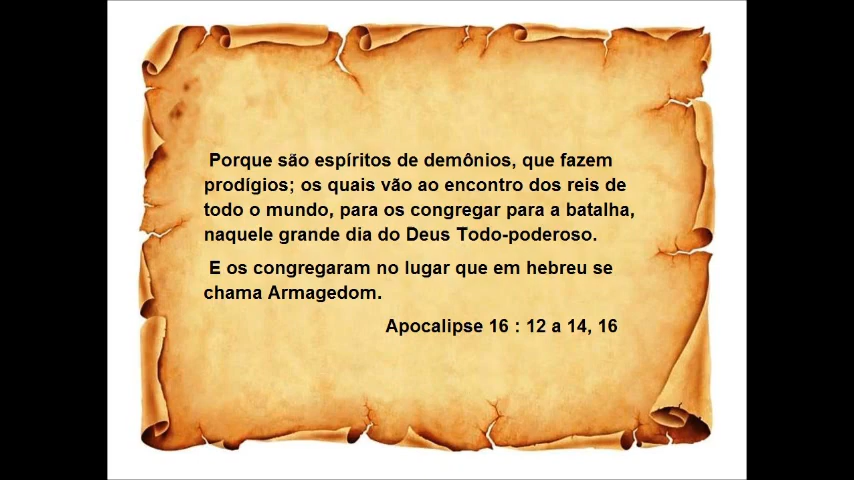 Porque são espíritos de demônios, que fazem
prodígios; os quais vão ao encontro dos reis de
todo o mundo, para os congregar para a batalha,
naquele grande dia do Deus Todo-poderoso.
E os congregaram no lugar que em hebreu se
chama Armagedom.
Apocalipse 16 : 12 a 14, 16